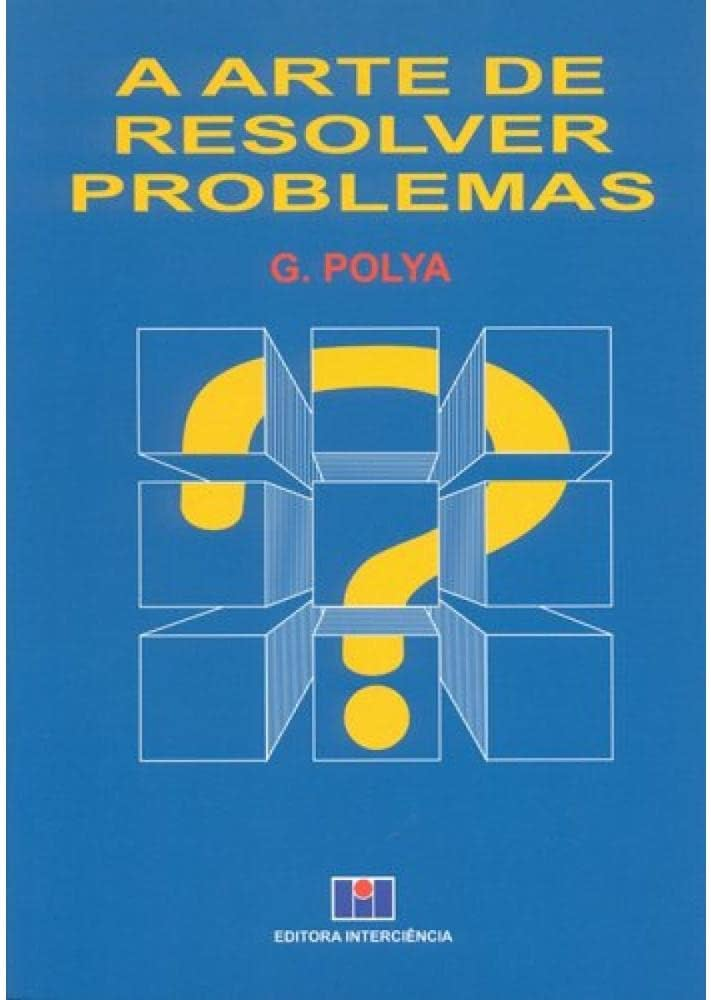 A ARTE DE
RESOLVER
PROBLEMAS
G. POLYA
EDITORA INTERCIÊNCIA